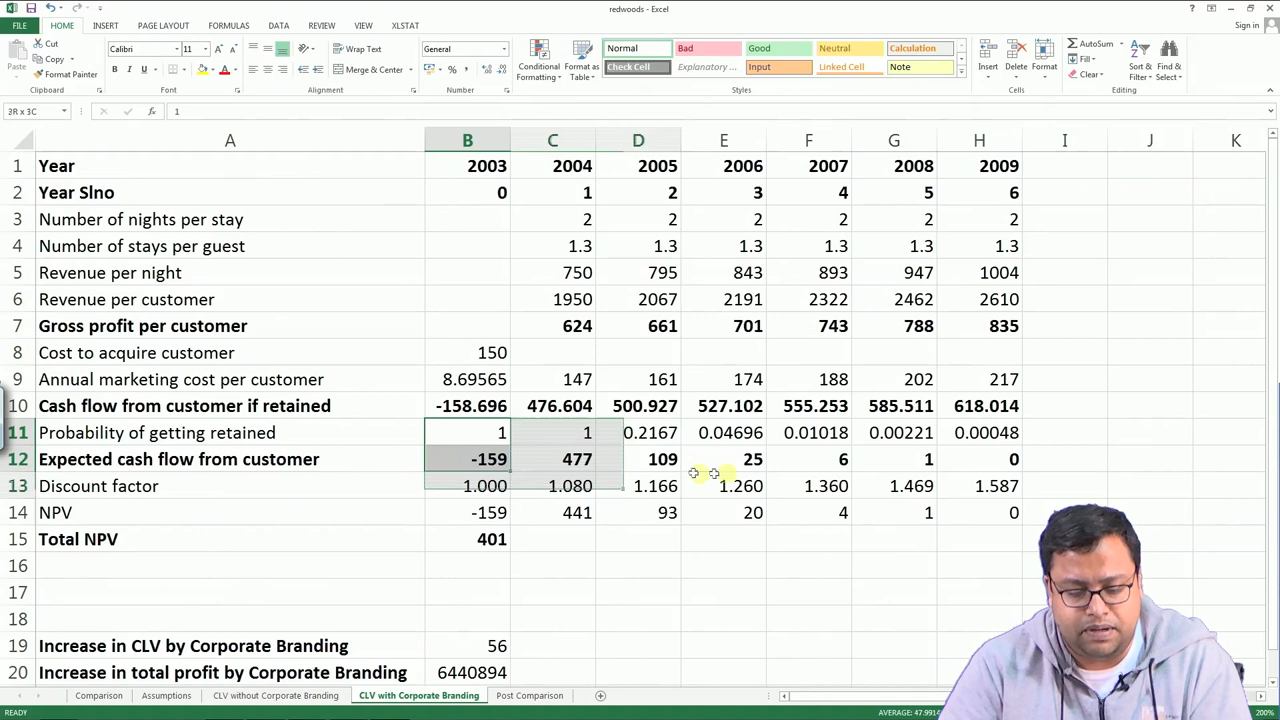 redwoods - Excel
FILE HOME INSERT PAGE LAYOUT FORMULAS DATA REVIEW VIEW XLSTAT Sign in
Cut Calibri 11 Wrap Text General Normal Bad Good Neutral Calculation AutoSum
Paste Copy Format Painter Merge & Center Conditional Formatting Format as Table Check Cell Explanatory ... Input Linked Cell Note Insert Delete Format Fill Clear Sort & Filter Find & Select
Clipboard Font Alignment Number Styles Cells Editing
3R x 3C fx 1
A B C D E F G H I J K
1 Year 2003 2004 2005 2006 2007 2008 2009
2 Year Slno 0 1 2 3 4 5 6
3 Number of nights per stay 2 2 2 2 2 2
4 Number of stays per guest 1.3 1.3 1.3 1.3 1.3 1.3
5 Revenue per night 750 795 843 893 947 1004
6 Revenue per customer 1950 2067 2191 2322 2462 2610
7 Gross profit per customer 624 661 701 743 788 835
8 Cost to acquire customer 150
9 Annual marketing cost per customer 8.69565 147 161 174 188 202 217
10 Cash flow from customer if retained -158.696 476.604 500.927 527.102 555.253 585.511 618.014
11 Probability of getting retained 1 1 0.2167 0.04696 0.01018 0.00221 0.00048
12 Expected cash flow from customer -159 477 109 25 6 1 0
13 Discount factor 1.000 1.080 1.166 1.260 1.360 1.469 1.587
14 NPV -159 441 93 20 4 1 0
15 Total NPV 401
16
17
18
19 Increase in CLV by Corporate Branding 56
20 Increase in total profit by Corporate Branding 6440894
Comparison Assumptions CLV without Corporate Branding CLV with Corporate Branding Post Comparison
READY AVERAGE: 47.9914 200%